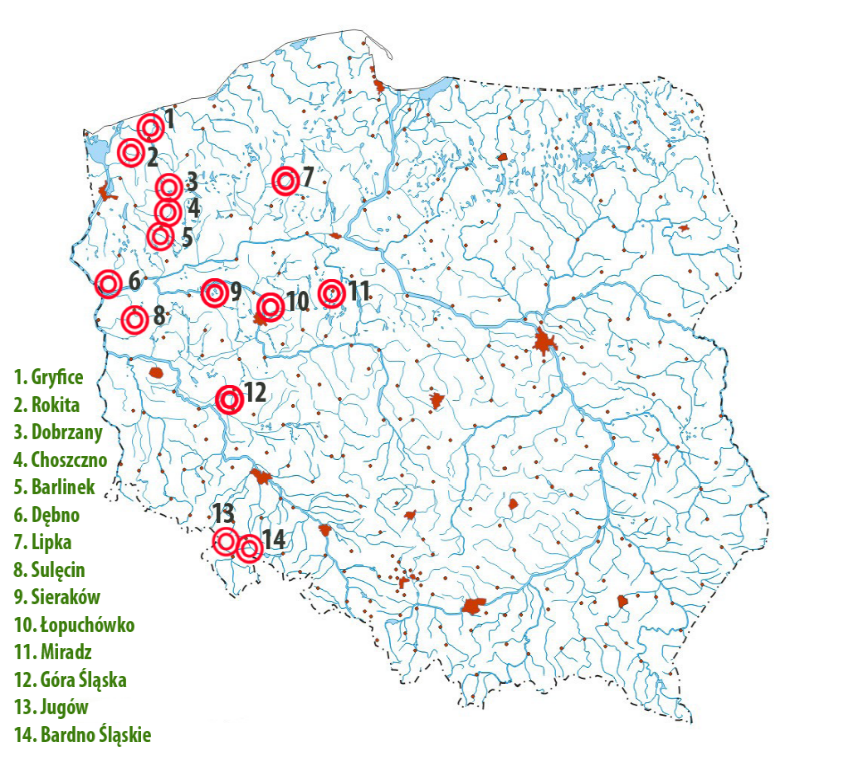 1
2
3
4
5
6
7
8
9
10
11
12
13
14
1. Gryfice
2. Rokita
3. Dobrzany
4. Choszczno
5. Barlinek
6. Dębno
7. Lipka
8. Sulęcin
9. Sieraków
10. Łopuchówko
11. Miradz
12. Góra Śląska
13. Jugów
14. Bardno Śląskie